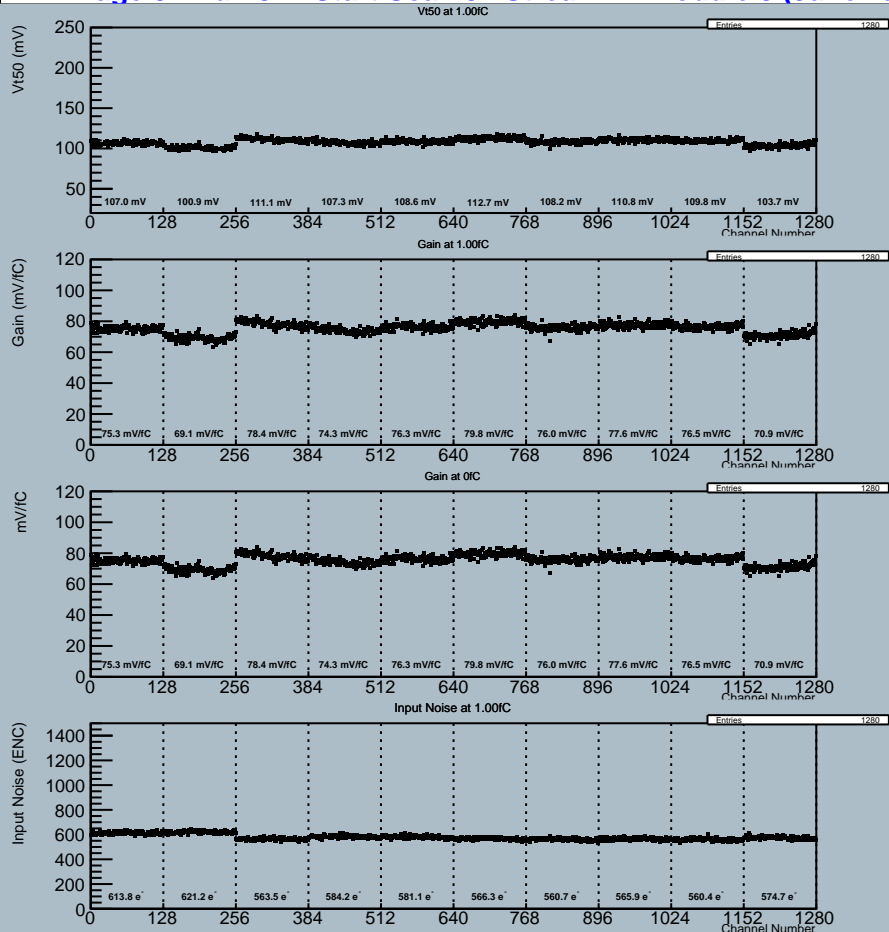 Vt50 at 1.00fC
Entries 1280
Vt50 (mV)
250
200
150
100
50
107.0 mV 100.9 mV 111.1 mV 107.3 mV 108.6 mV 112.7 mV 108.2 mV 110.8 mV 109.8 mV 103.7 mV
0 128 256 384 512 640 768 896 1024 1152 1280
Channel Number
Gain at 1.00fC
Entries 1280
Gain (mV/fC)
120
100
80
60
40
20
0
75.3 mV/fC 69.1 mV/fC 78.4 mV/fC 74.3 mV/fC 76.3 mV/fC 79.8 mV/fC 76.0 mV/fC 77.6 mV/fC 76.5 mV/fC 70.9 mV/fC
0 128 256 384 512 640 768 896 1024 1152 1280
Channel Number
Gain at 0fC
Entries 1280
mV/fC
120
100
80
60
40
20
0
75.3 mV/fC 69.1 mV/fC 78.4 mV/fC 74.3 mV/fC 76.3 mV/fC 79.8 mV/fC 76.0 mV/fC 77.6 mV/fC 76.5 mV/fC 70.9 mV/fC
0 128 256 384 512 640 768 896 1024 1152 1280
Channel Number
Input Noise at 1.00fC
Entries 1280
Input Noise (ENC)
1400
1200
1000
800
600
400
200
0
613.8 e⁻ 621.2 e⁻ 563.5 e⁻ 584.2 e⁻ 581.1 e⁻ 566.3 e⁻ 560.7 e⁻ 565.9 e⁻ 560.4 e⁻ 574.7 e⁻
0 128 256 384 512 640 768 896 1024 1152 1280
Channel Number